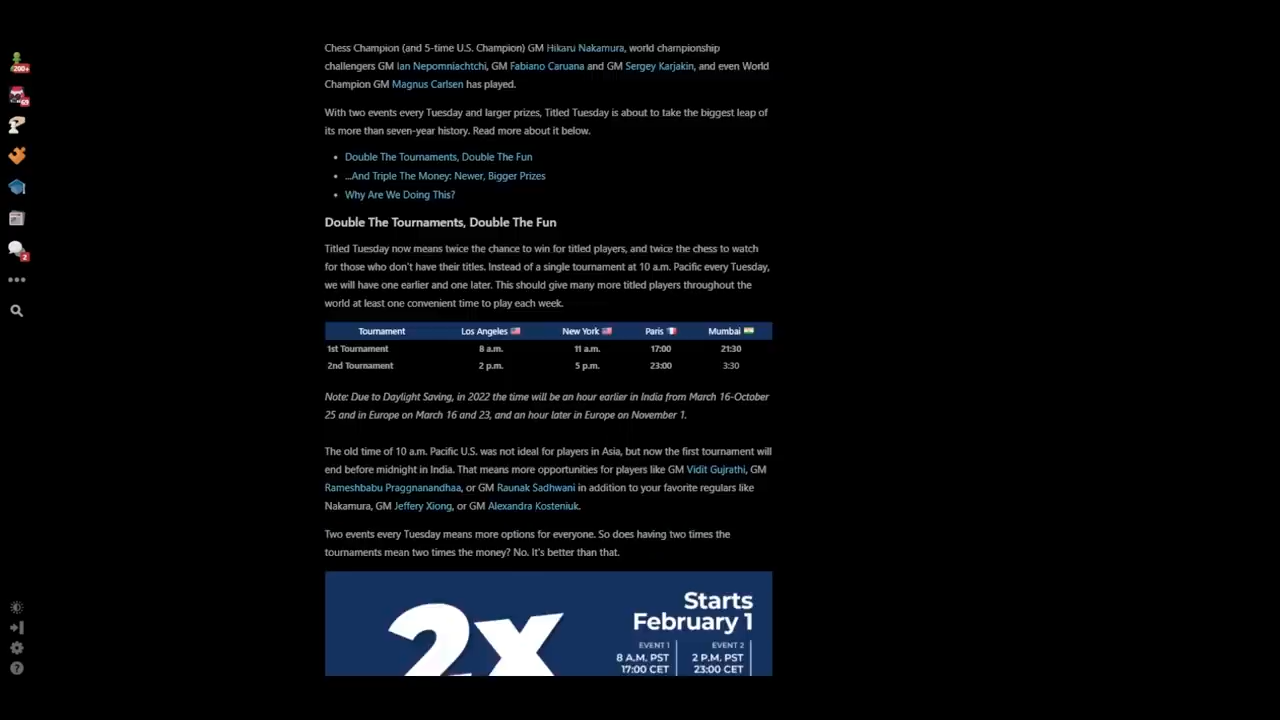 Chess Champion (and 5-time U.S. Champion) GM Hikaru Nakamura, world championship
challengers GM Ian Nepomniachtchi, GM Fabiano Caruana and GM Sergey Karjakin, and even World
Champion GM Magnus Carlsen has played.
With two events every Tuesday and larger prizes, Titled Tuesday is about to take the biggest leap of
its more than seven-year history. Read more about it below.
• Double The Tournaments, Double The Fun
• ...And Triple The Money: Newer, Bigger Prizes
• Why Are We Doing This?
Double The Tournaments, Double The Fun
Titled Tuesday now means twice the chance to win for titled players, and twice the chess to watch
for those who don't have their titles. Instead of a single tournament at 10 a.m. Pacific every Tuesday,
we will have one earlier and one later. This should give many more titled players throughout the
world at least one convenient time to play each week.
Tournament Los Angeles New York Paris Mumbai
1st Tournament 8 a.m. 11 a.m. 17:00 21:30
2nd Tournament 2 p.m. 5 p.m. 23:00 3:30
Note: Due to Daylight Saving, in 2022 the time will be an hour earlier in India from March 16-October
25 and in Europe on March 16 and 23, and an hour later in Europe on November 1.
The old time of 10 a.m. Pacific U.S. was not ideal for players in Asia, but now the first tournament will
end before midnight in India. That means more opportunities for players like GM Vidit Gujrathi, GM
Rameshbabu Praggnanandhaa, or GM Raunak Sadhwani in addition to your favorite regulars like
Nakamura, GM Jeffery Xiong, or GM Alexandra Kosteniuk.
Two events every Tuesday means more options for everyone. So does having two times the
tournaments mean two times the money? No. It's better than that.
2x
Starts
February 1
EVENT 1 EVENT 2
8 A.M. PST 2 P.M. PST
17:00 CET 23:00 CET
200+
69
2